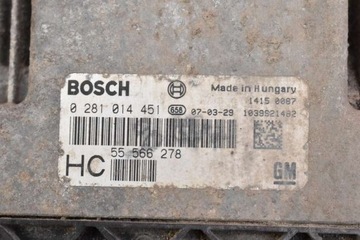 BOSCH
Made in Hungary
1415 0087
0 281 014 451 658 07-03-29 1039S21482
HC 55 566 278
GM